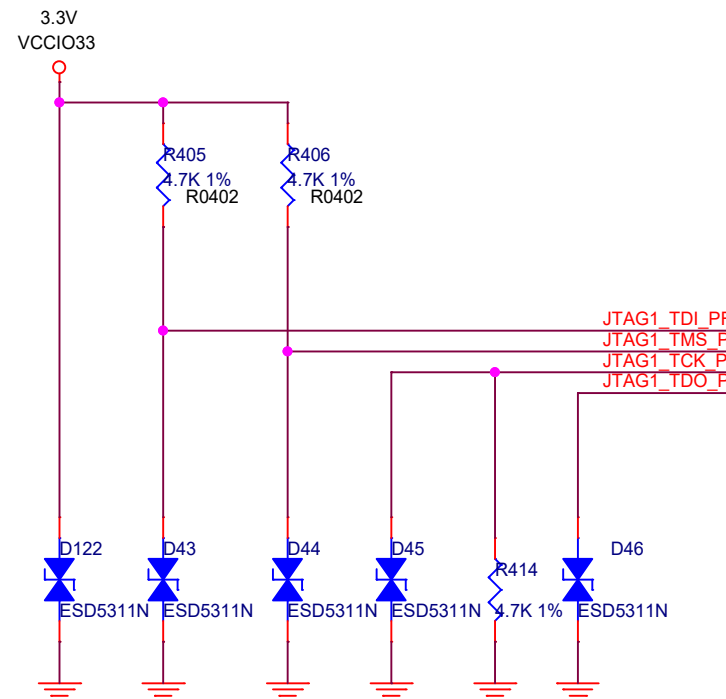 3.3V
VCCIO33
R405
4.7K 1%
R0402
R406
4.7K 1%
R0402
JTAG1_TDI_PF
JTAG1_TMS_P
JTAG1_TCK_P
JTAG1_TDO_P
D122
ESD5311N
D43
ESD5311N
D44
ESD5311N
D45
ESD5311N
R414
4.7K 1%
D46
ESD5311N